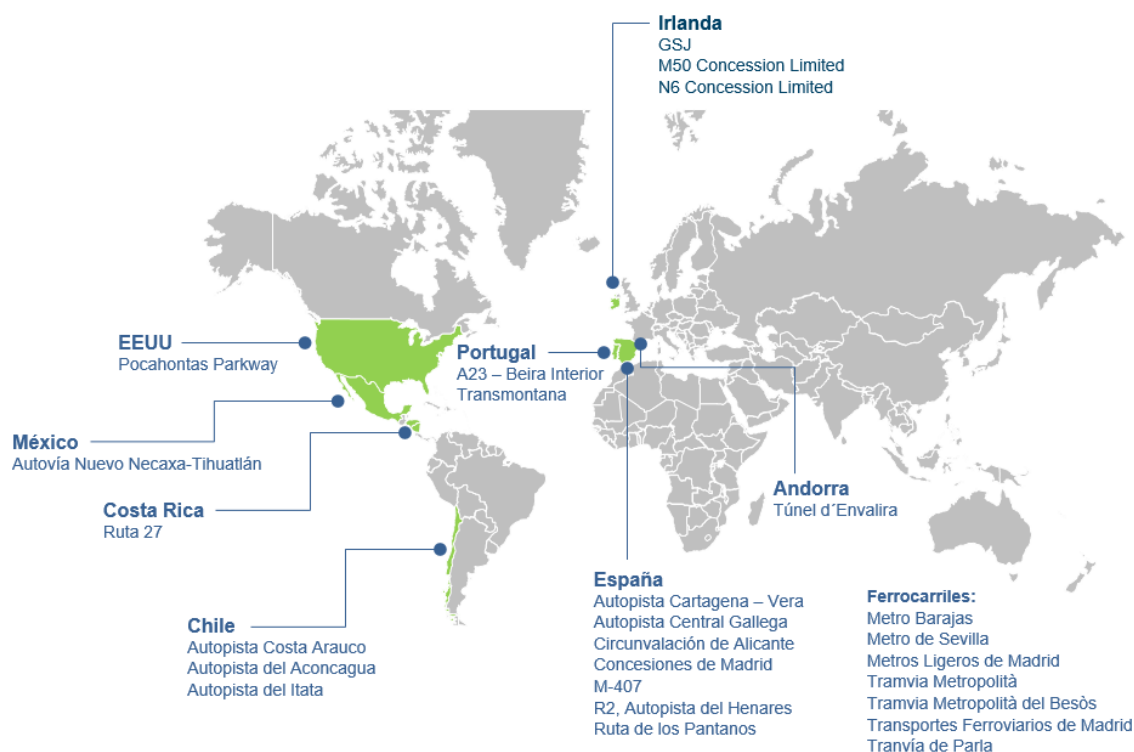 Irlanda
GSJ
M50 Concession Limited
N6 Concession Limited
EEUU
Pocahontas Parkway
Portugal
A23 – Beira Interior
Transmontana
México
Autovía Nuevo Necaxa-Tihuatlán
Costa Rica
Ruta 27
Andorra
Túnel d´Envalira
Chile
Autopista Costa Arauco
Autopista del Aconcagua
Autopista del Itata
España
Autopista Cartagena – Vera
Autopista Central Gallega
Circunvalación de Alicante
Concesiones de Madrid
M-407
R2, Autopista del Henares
Ruta de los Pantanos
Ferrocarriles:
Metro Barajas
Metro de Sevilla
Metros Ligeros de Madrid
Tramvia Metropolità
Tramvia Metropolità del Besòs
Transportes Ferroviarios de Madrid
Tranvía de Parla